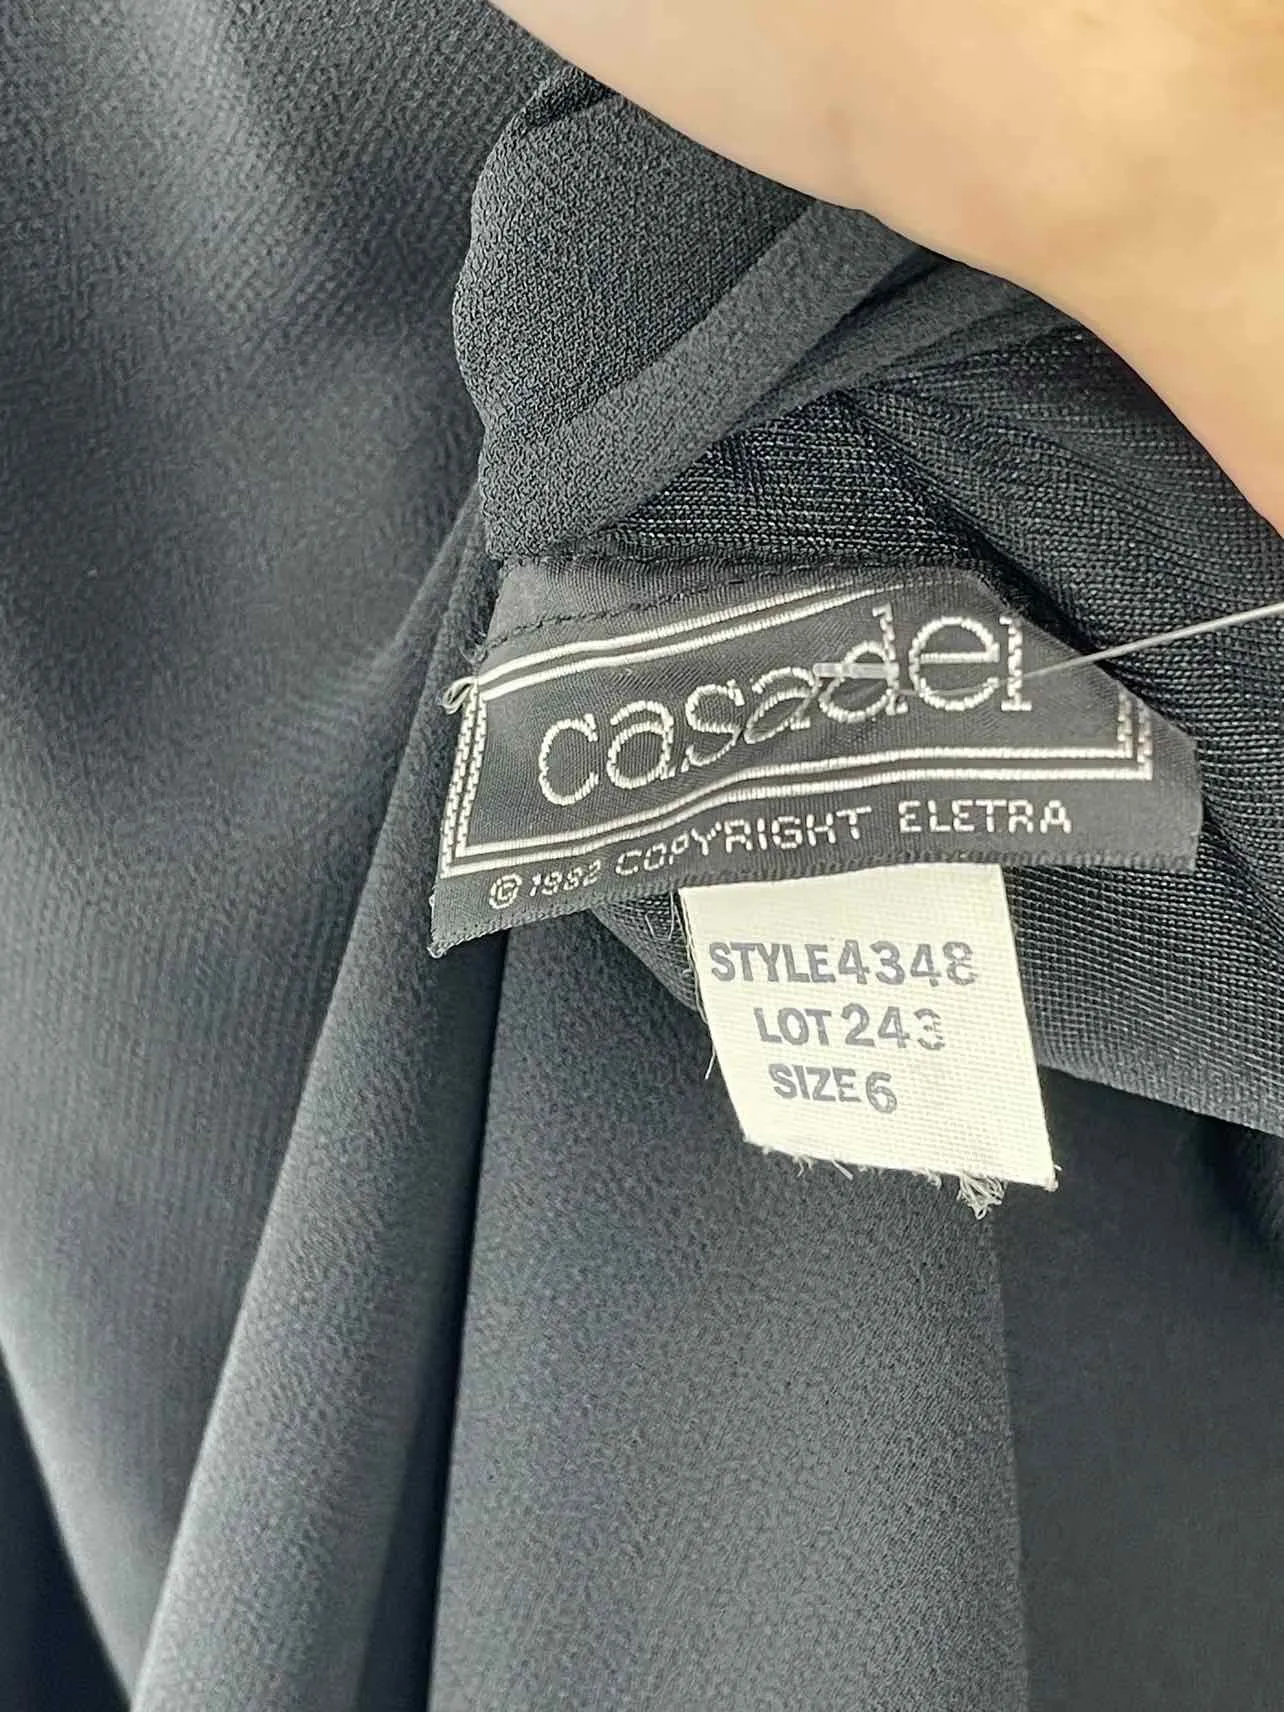 casadei
© 1982 COPYRIGHT ELETRA
STYLE 4348
LOT 243
SIZE 6